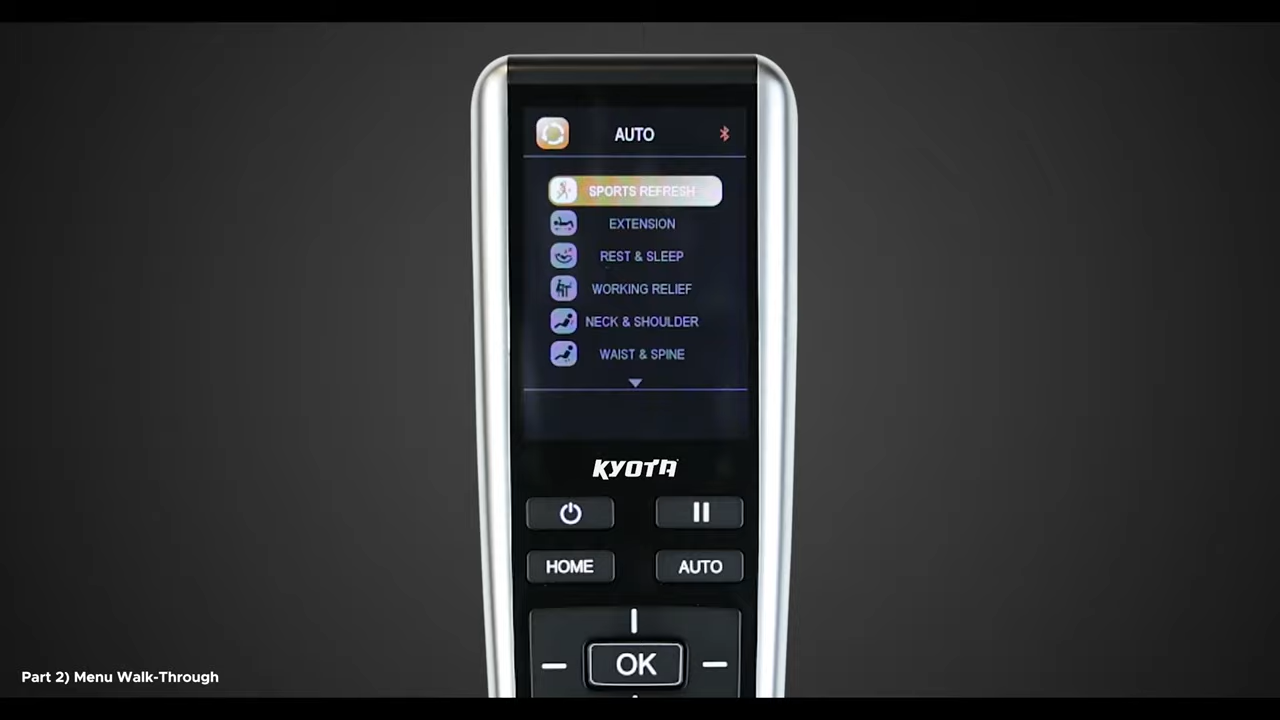 AUTO
SPORTS REFRESH
EXTENSION
REST & SLEEP
WORKING RELIEF
NECK & SHOULDER
WAIST & SPINE
KYOTA
HOME
AUTO
OK
Part 2) Menu Walk-Through